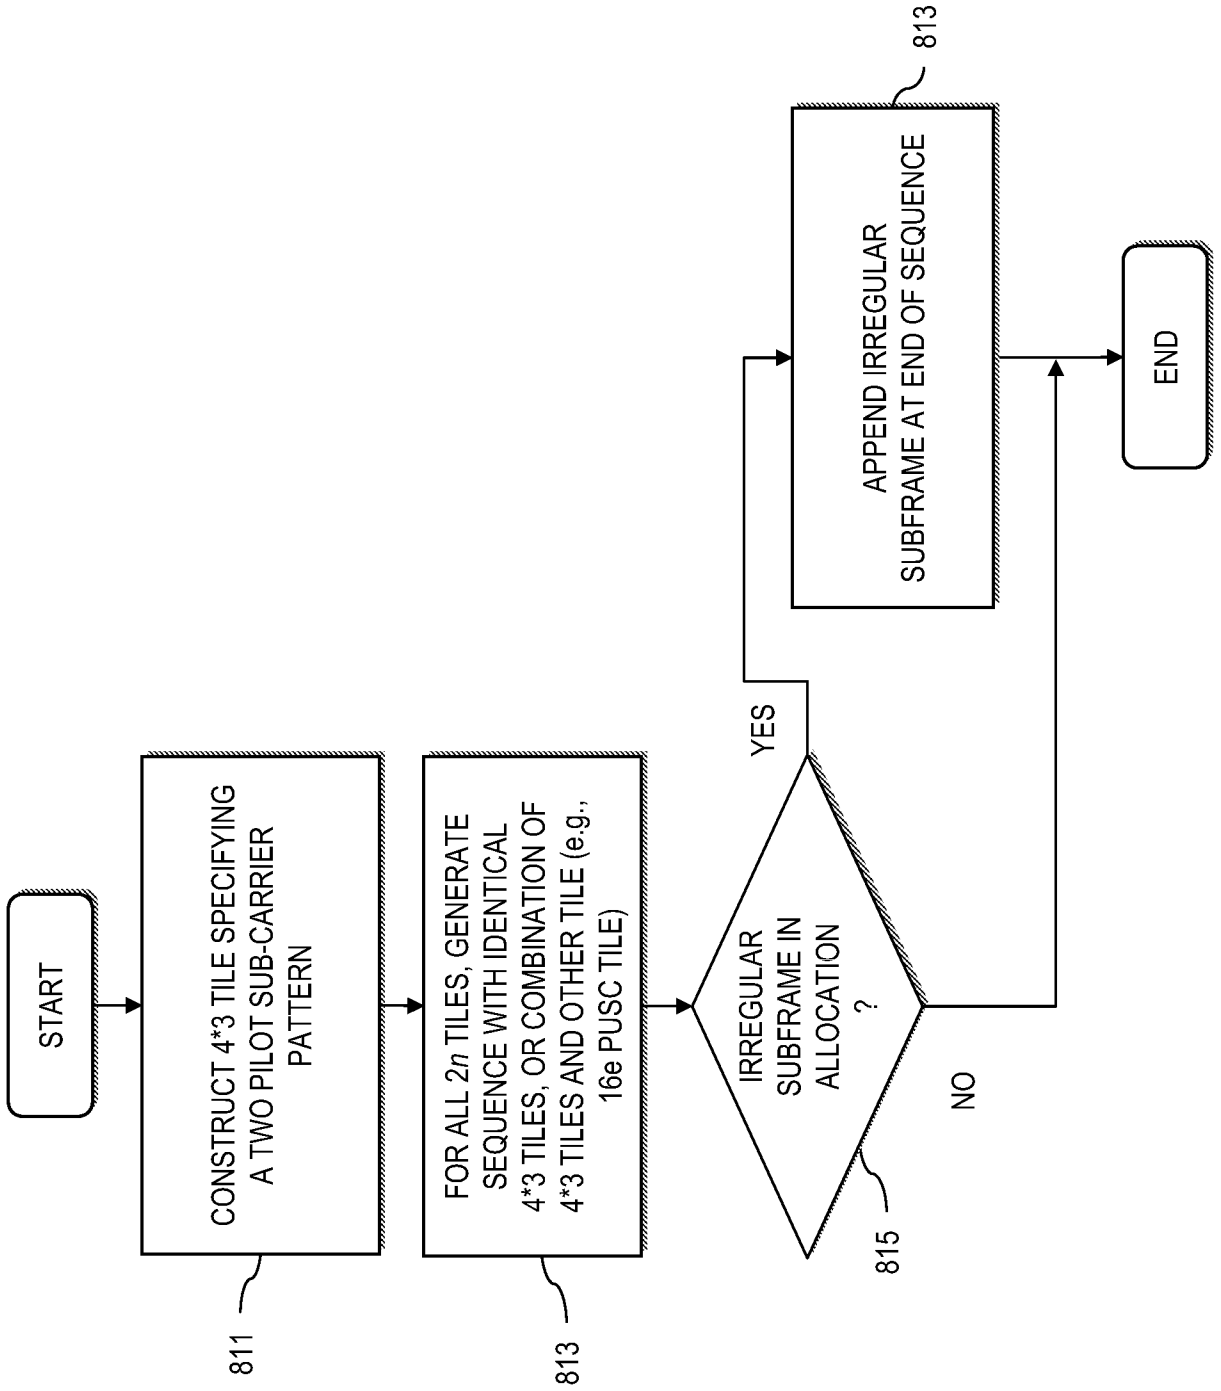 START
CONSTRUCT 4*3 TILE SPECIFYING
A TWO PILOT SUB-CARRIER
PATTERN
811
FOR ALL 2n TILES, GENERATE
SEQUENCE WITH IDENTICAL
4*3 TILES, OR COMBINATION OF
4*3 TILES AND OTHER TILE (e.g.,
16e PUSC TILE)
813
IRREGULAR
SUBFRAME IN
ALLOCATION
?
815
YES
NO
APPEND IRREGULAR
SUBFRAME AT END OF SEQUENCE
813
END